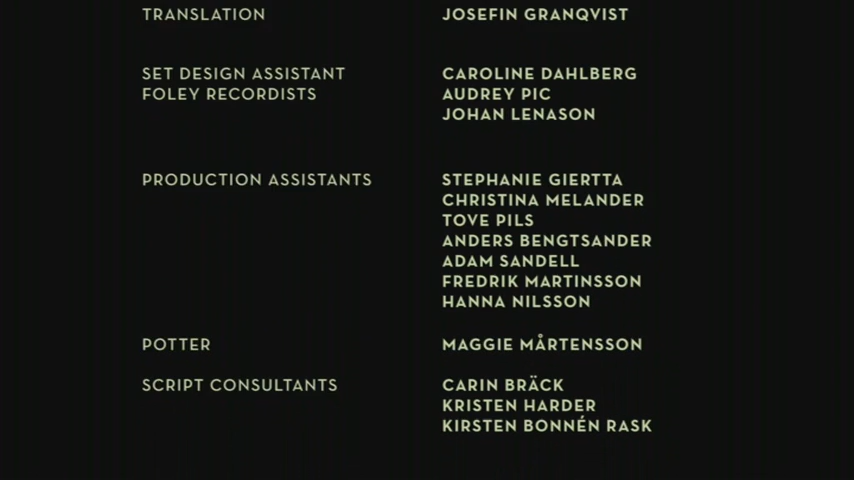 TRANSLATION JOSEFIN GRANQVIST
SET DESIGN ASSISTANT CAROLINE DAHLBERG
FOLEY RECORDISTS AUDREY PIC
JOHAN LENASON
PRODUCTION ASSISTANTS STEPHANIE GIERTTA
CHRISTINA MELANDER
TOVE PILS
ANDERS BENGTSANDER
ADAM SANDELL
FREDRIK MARTINSSON
HANNA NILSSON
POTTER MAGGIE MÅRTENSSON
SCRIPT CONSULTANTS CARIN BRÄCK
KRISTEN HARDER
KIRSTEN BONNÉN RASK